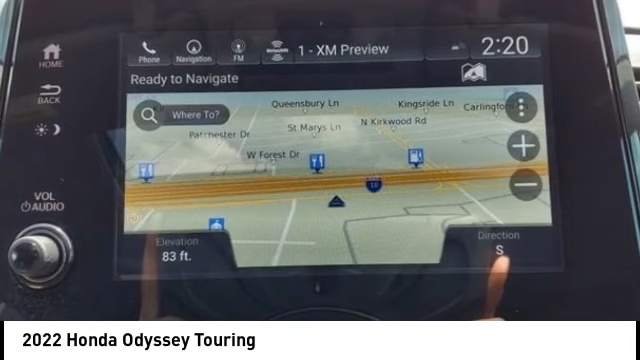 HOME
BACK
VOL
AUDIO
Phone
Navigation
FM
SiriusXM
1 - XM Preview
2:20
Ready to Navigate
Where To?
Queensbury Ln
Kingside Ln
Carlingford
Patchester Dr
St Marys Ln
N Kirkwood Rd
W Forest Dr
10
Elevation
83 ft.
Direction
S
2022 Honda Odyssey Touring